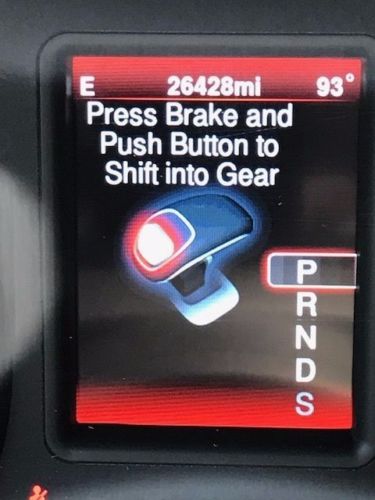 E 26428mi 93°
Press Brake and
Push Button to
Shift into Gear
P
R
N
D
S